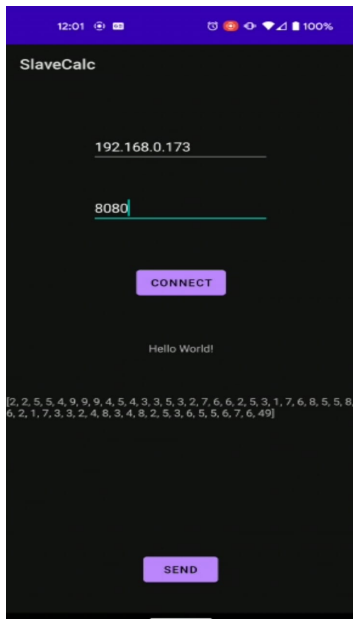 12:01 100%
SlaveCalc
192.168.0.173
8080
CONNECT
Hello World!
[2, 2, 5, 5, 4, 9, 9, 9, 4, 5, 4, 3, 3, 5, 3, 2, 7, 6, 6, 2, 5, 3, 1, 7, 6, 8, 5, 5, 8,
6, 2, 1, 7, 3, 3, 2, 4, 8, 3, 4, 8, 2, 5, 3, 6, 5, 5, 6, 7, 6, 49]
SEND